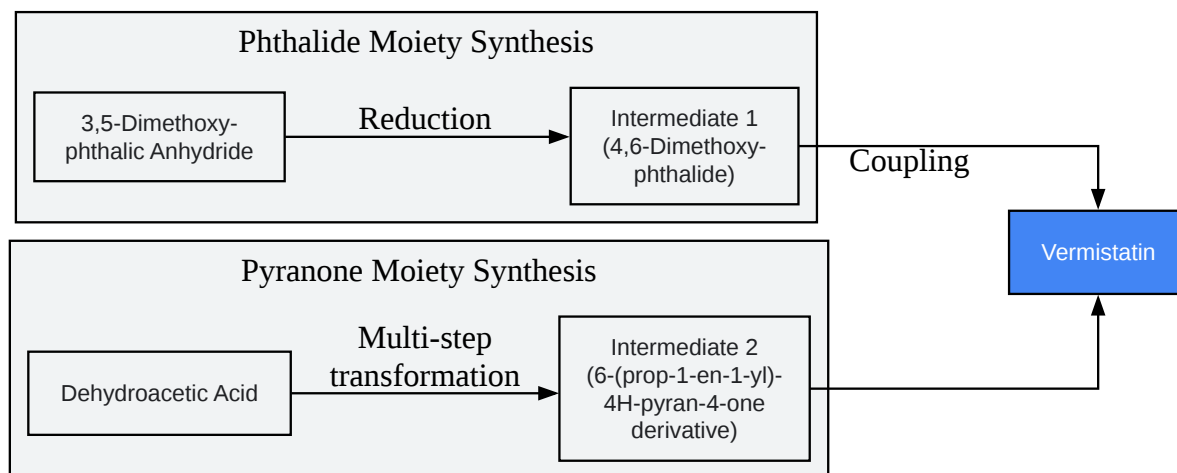 Phthalide Moiety Synthesis
3,5-Dimethoxy-
phthalic Anhydride
Reduction
Intermediate 1
(4,6-Dimethoxy-
phthalide)
Coupling
Vermistatin
Pyranone Moiety Synthesis
Dehydroacetic Acid
Multi-step
transformation
Intermediate 2
(6-(prop-1-en-1-yl)-
4H-pyran-4-one
derivative)